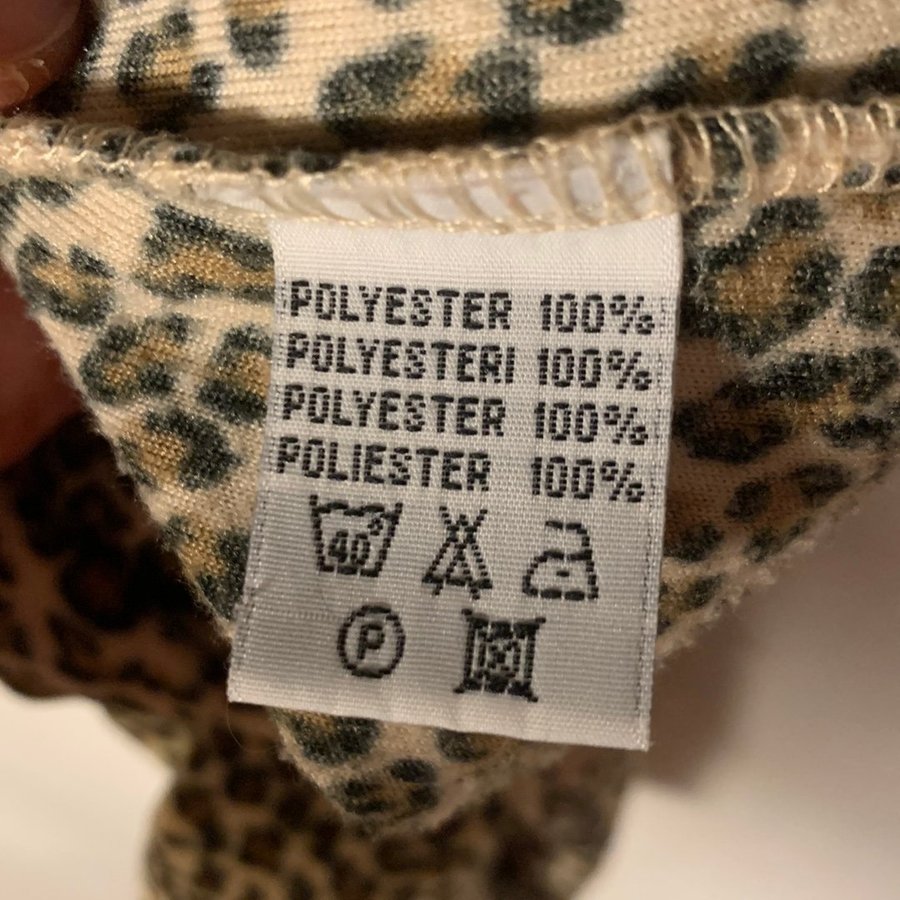 POLYESTER 100%
POLYESTERI 100%
POLYESTER 100%
POLIESTER 100%
40°
P